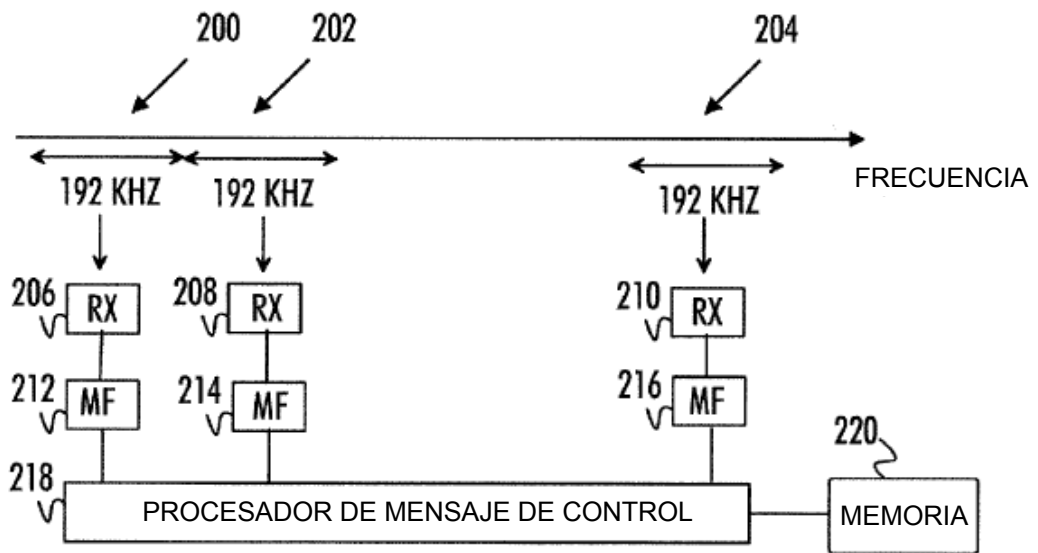 200 202 204
FRECUENCIA
192 KHZ 192 KHZ 192 KHZ
206 RX 208 RX 210 RX
212 MF 214 MF 216 MF
220
218 PROCESADOR DE MENSAJE DE CONTROL MEMORIA